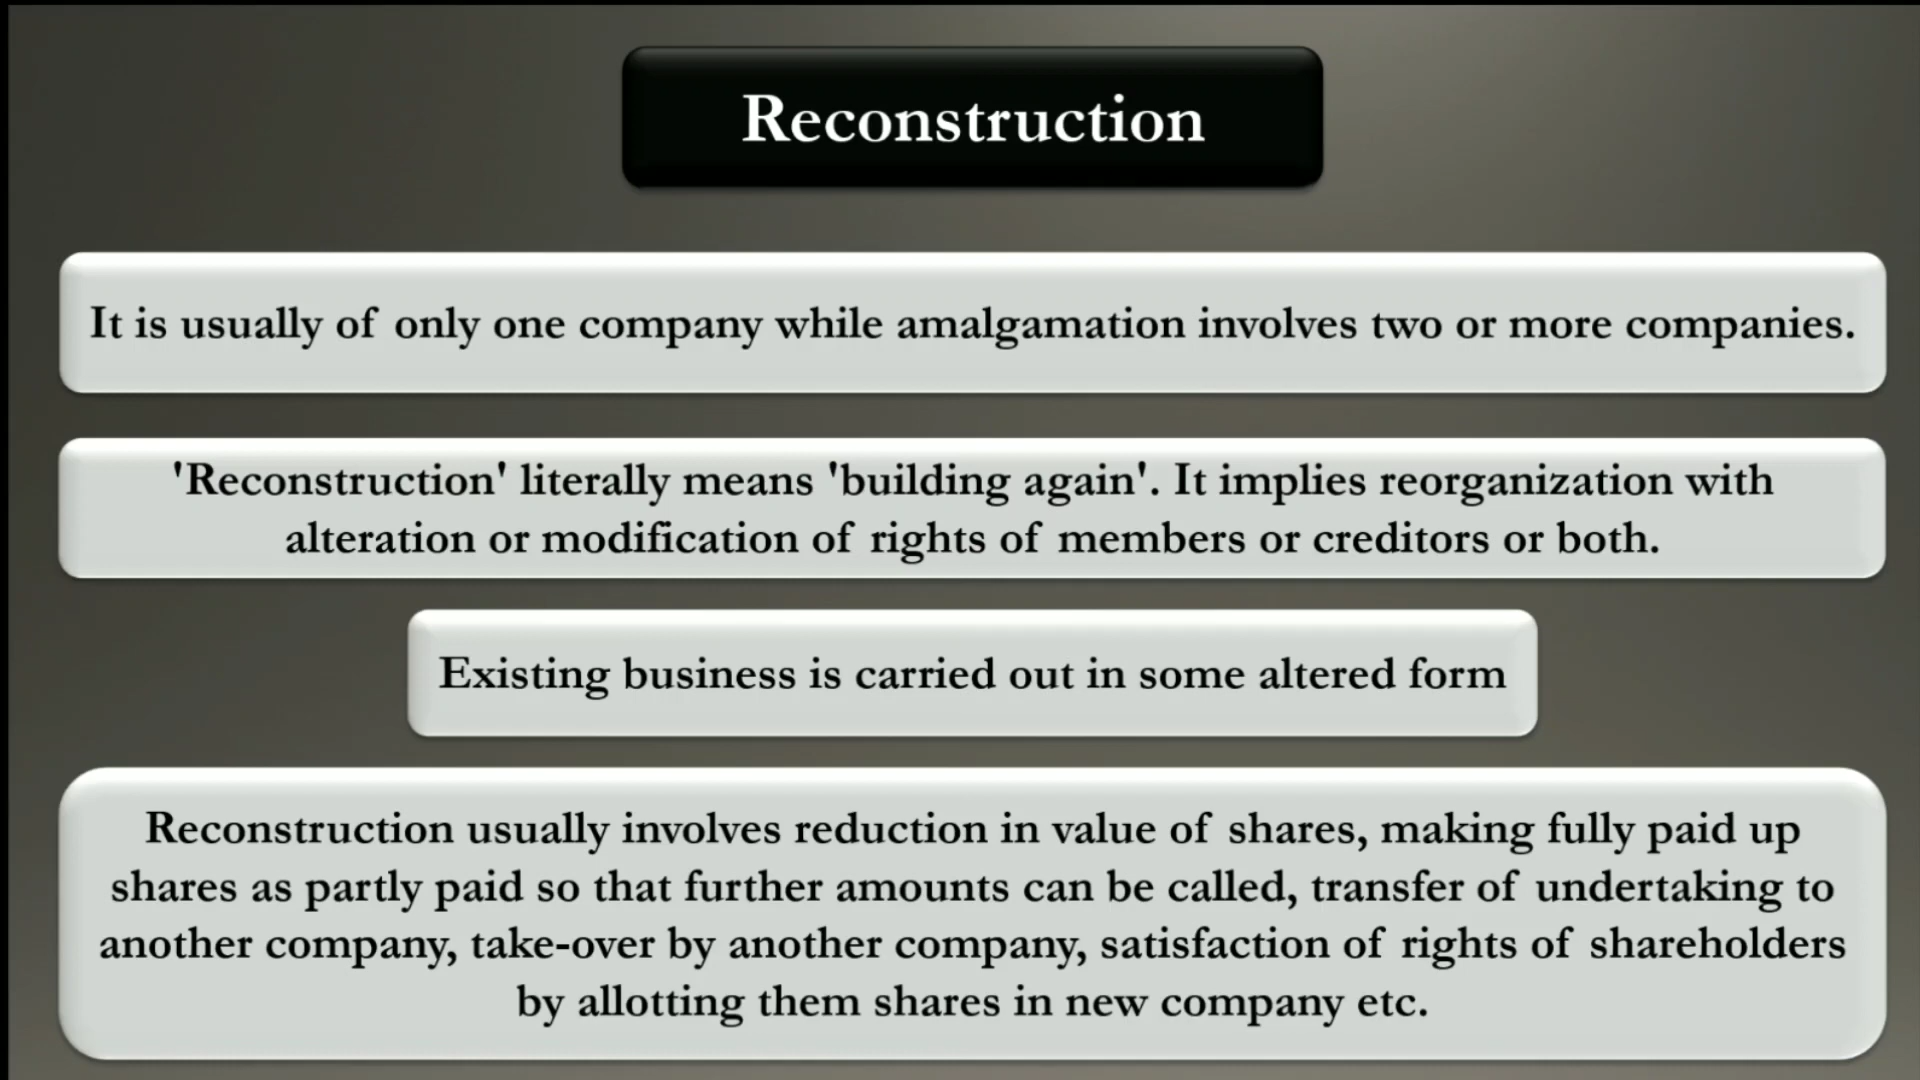 Reconstruction
It is usually of only one company while amalgamation involves two or more companies.
'Reconstruction' literally means 'building again'. It implies reorganization with
alteration or modification of rights of members or creditors or both.
Existing business is carried out in some altered form
Reconstruction usually involves reduction in value of shares, making fully paid up
shares as partly paid so that further amounts can be called, transfer of undertaking to
another company, take-over by another company, satisfaction of rights of shareholders
by allotting them shares in new company etc.